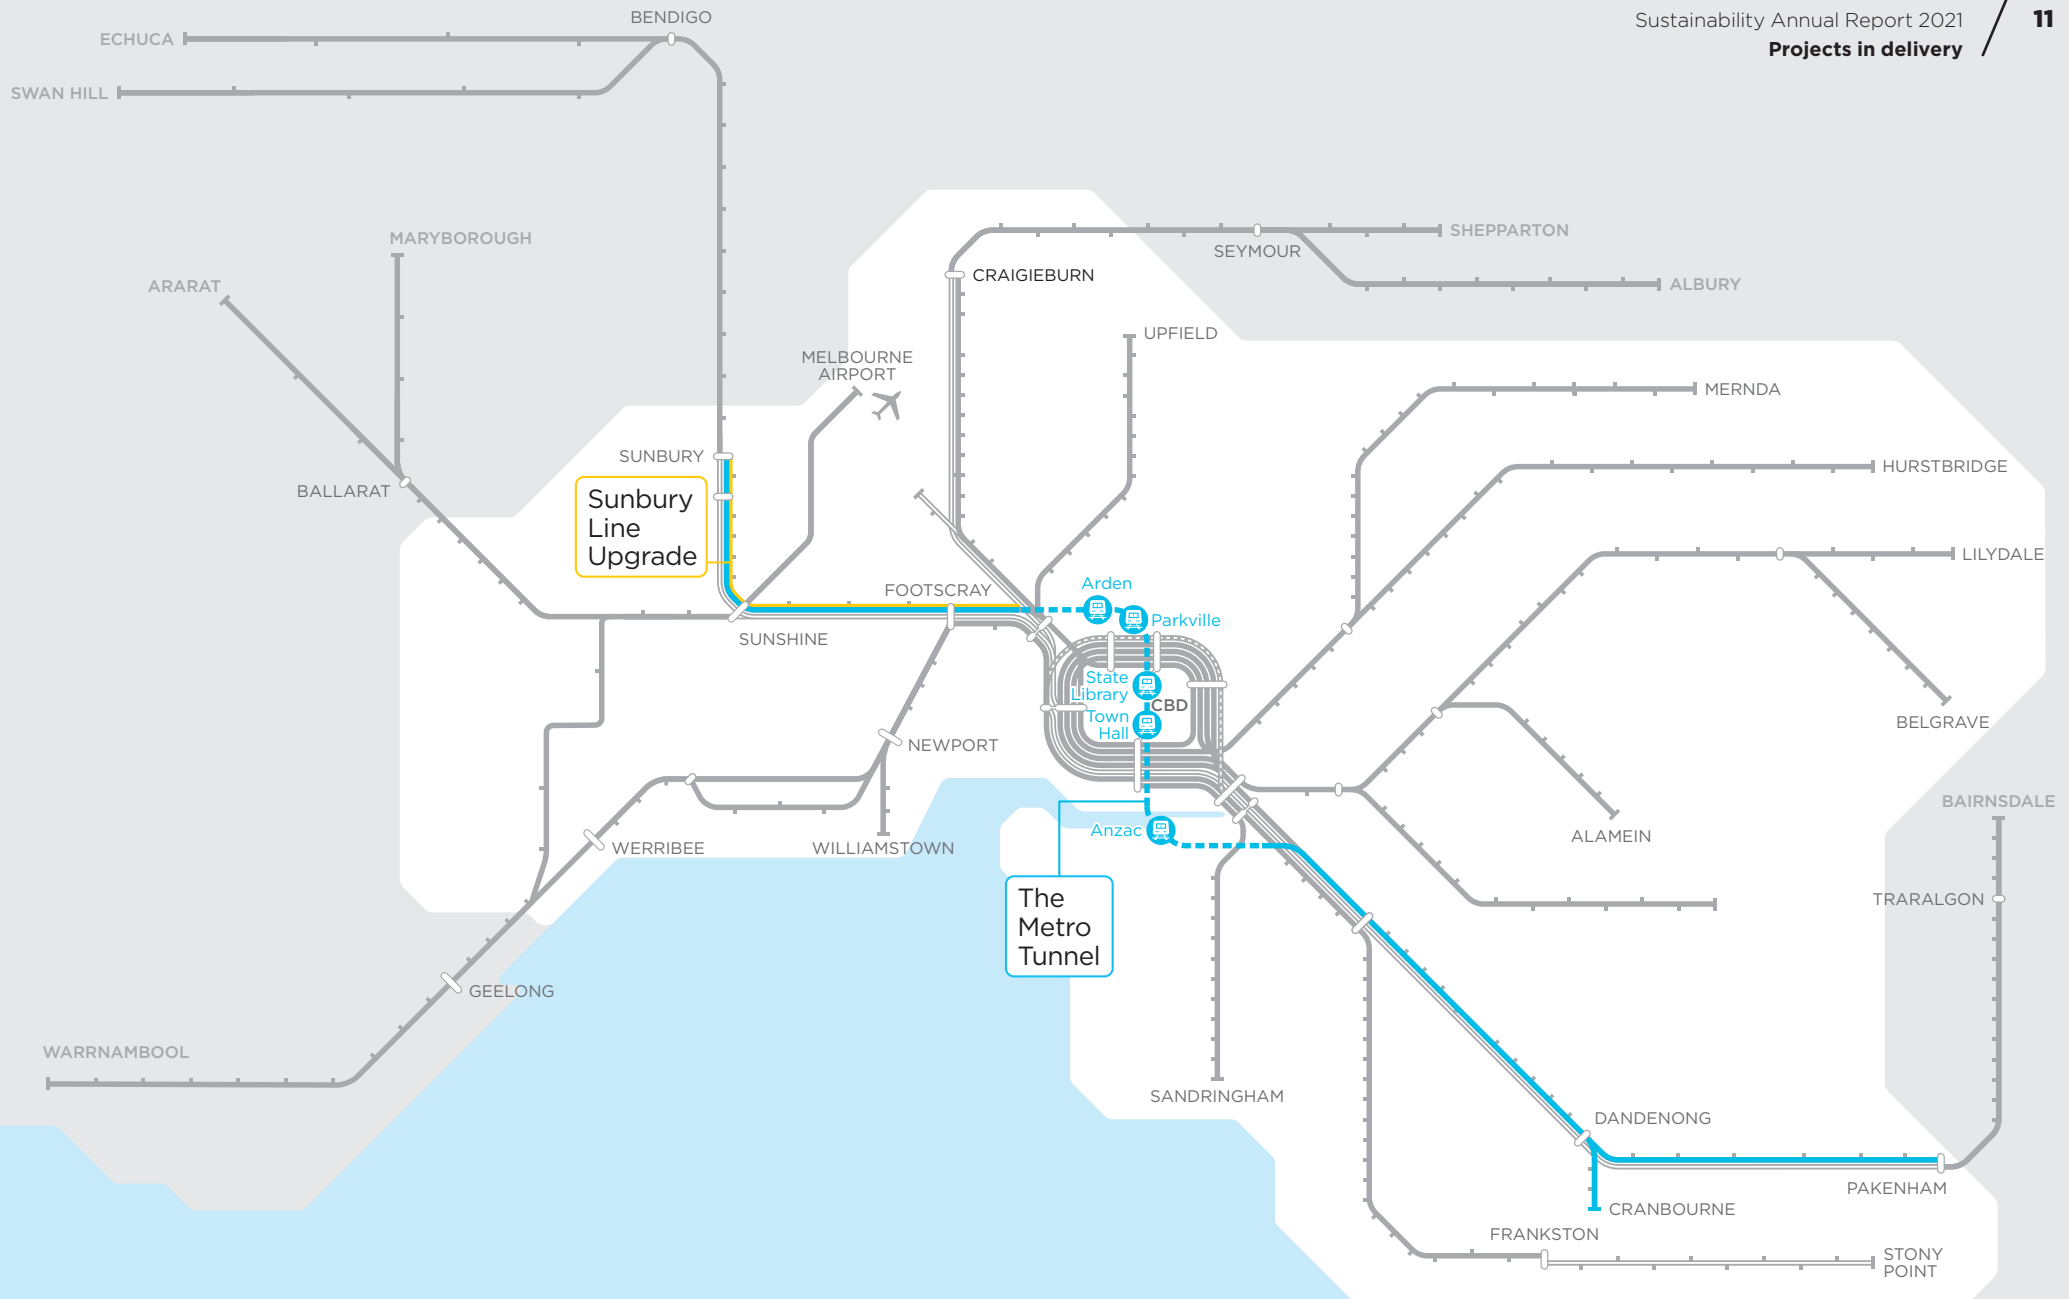 Sustainability Annual Report 2021
11
Projects in delivery
BENDIGO
ECHUCA
SWAN HILL
MARYBOROUGH
SHEPPARTON
SEYMOUR
CRAIGIEBURN
ARARAT
ALBURY
UPFIELD
MELBOURNE
AIRPORT
MERNDA
SUNBURY
HURSTBRIDGE
BALLARAT
Sunbury
Line
Upgrade
LILYDALE
FOOTSCRAY
Arden
Parkville
SUNSHINE
State
Library
CBD
Town
Hall
BELGRAVE
NEWPORT
BAIRNSDALE
Anzac
ALAMEIN
WERRIBEE
WILLIAMSTOWN
The
Metro
Tunnel
TRARALGON
GEELONG
WARRNAMBOOL
SANDRINGHAM
DANDENONG
PAKENHAM
CRANBOURNE
FRANKSTON
STONY
POINT